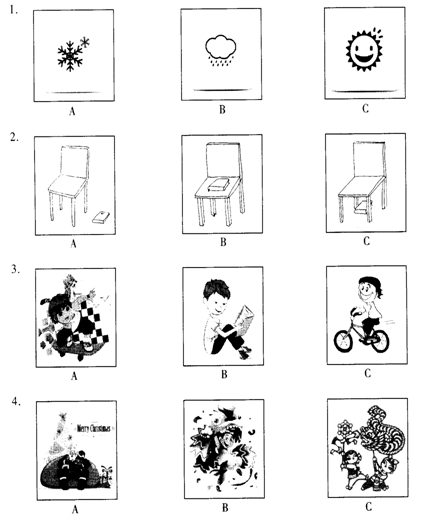 1.
A B C
2.
A B C
3.
A B C
4.
Merry Christmas
A B C